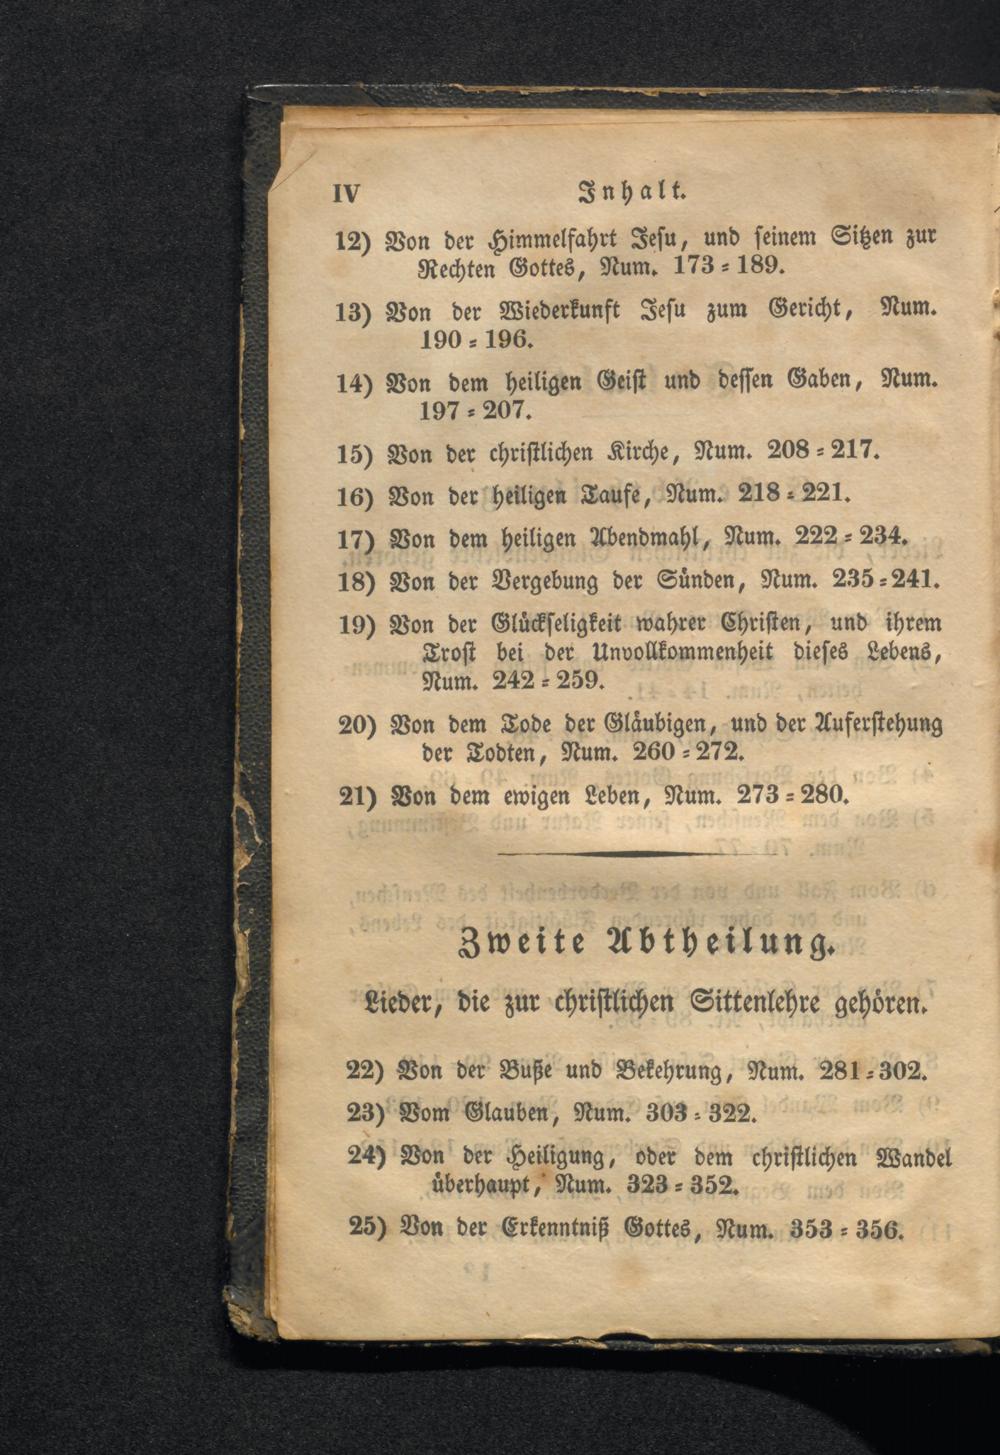 IV Inhalt.
12) Von der Himmelfahrt Jesu, und seinem Sitzen zur
Rechten Gottes, Num. 173 = 189.
13) Von der Wiederkunft Jesu zum Gericht, Num.
190 = 196.
14) Von dem heiligen Geist und dessen Gaben, Num.
197 = 207.
15) Von der christlichen Kirche, Num. 208 = 217.
16) Von der heiligen Taufe, Num. 218 = 221.
17) Von dem heiligen Abendmahl, Num. 222 = 234.
18) Von der Vergebung der Sünden, Num. 235 = 241.
19) Von der Glückseligkeit wahrer Christen, und ihrem
Trost bei der Unvollkommenheit dieses Lebens,
Num. 242 = 259.
20) Von dem Tode der Gläubigen, und der Auferstehung
der Todten, Num. 260 = 272.
21) Von dem ewigen Leben, Num. 273 = 280.
Zweite Abtheilung.
Lieder, die zur christlichen Sittenlehre gehören.
22) Von der Buße und Bekehrung, Num. 281 = 302.
23) Vom Glauben, Num. 303 = 322.
24) Von der Heiligung, oder dem christlichen Wandel
überhaupt, Num. 323 = 352.
25) Von der Erkenntniß Gottes, Num. 353 = 356.